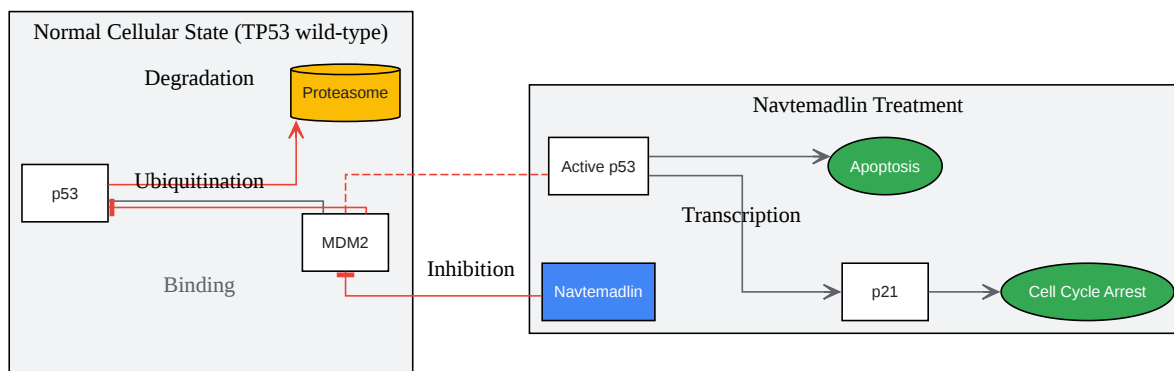 Normal Cellular State (TP53 wild-type)
Degradation
Proteasome
p53
Ubiquitination
MDM2
Binding
Inhibition
Navtemadlin Treatment
Active p53
Apoptosis
Transcription
Navtemadlin
p21
Cell Cycle Arrest